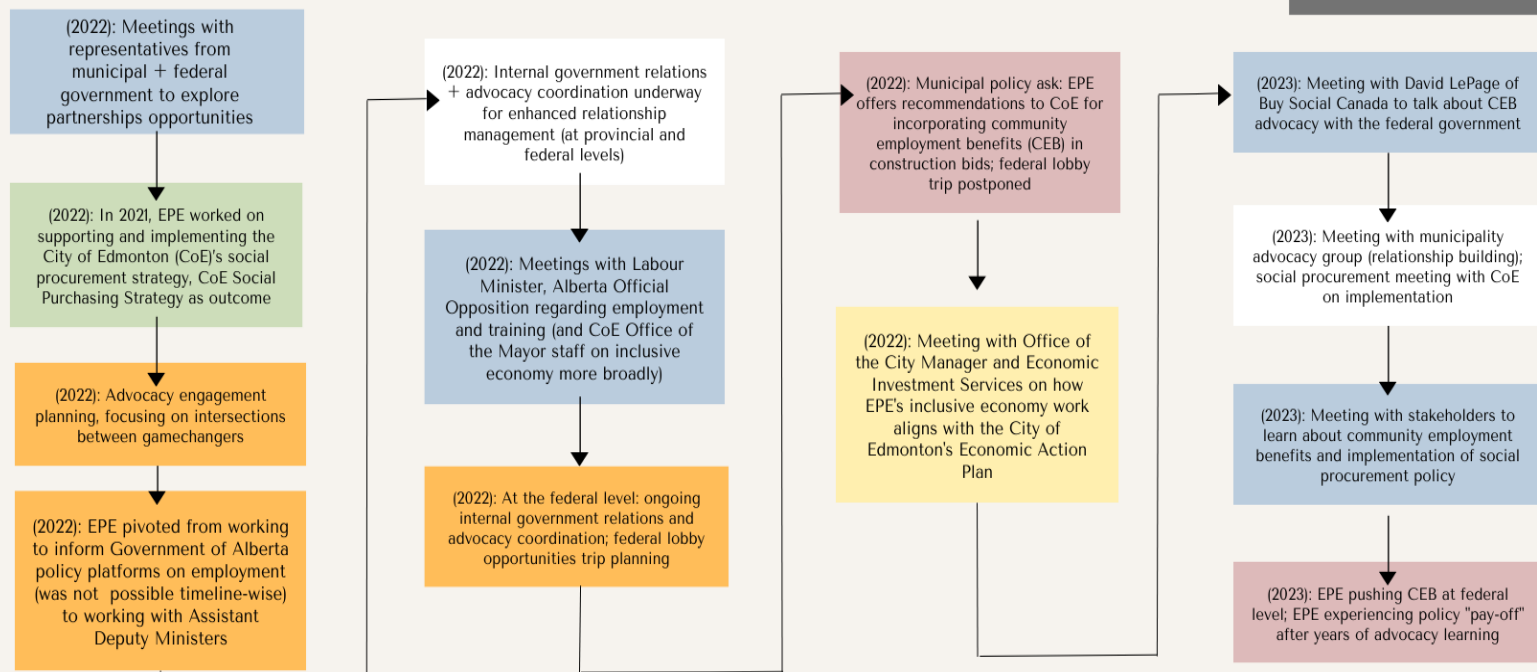 (2022): Meetings with
representatives from
municipal + federal
government to explore
partnerships opportunities
(2022): In 2021, EPE worked on
supporting and implementing the
City of Edmonton (CoE)'s social
procurement strategy, CoE Social
Purchasing Strategy as outcome
(2022): Advocacy engagement
planning, focusing on intersections
between gamechangers
(2022): EPE pivoted from working
to inform Government of Alberta
policy platforms on employment
(was not possible timeline-wise)
to working with Assistant
Deputy Ministers
(2022): Internal government relations
+ advocacy coordination underway
for enhanced relationship
management (at provincial and
federal levels)
(2022): Meetings with Labour
Minister, Alberta Official
Opposition regarding employment
and training (and CoE Office of
the Mayor staff on inclusive
economy more broadly)
(2022): At the federal level: ongoing
internal government relations and
advocacy coordination; federal lobby
opportunities trip planning
(2022): Municipal policy ask: EPE
offers recommendations to CoE for
incorporating community
employment benefits (CEB) in
construction bids; federal lobby
trip postponed
(2022): Meeting with Office of
the City Manager and Economic
Investment Services on how
EPE's inclusive economy work
aligns with the City of
Edmonton's Economic Action
Plan
(2023): Meeting with David LePage of
Buy Social Canada to talk about CEB
advocacy with the federal government
(2023): Meeting with municipality
advocacy group (relationship building);
social procurement meeting with CoE
on implementation
(2023): Meeting with stakeholders to
learn about community employment
benefits and implementation of social
procurement policy
(2023): EPE pushing CEB at federal
level; EPE experiencing policy "pay-off"
after years of advocacy learning